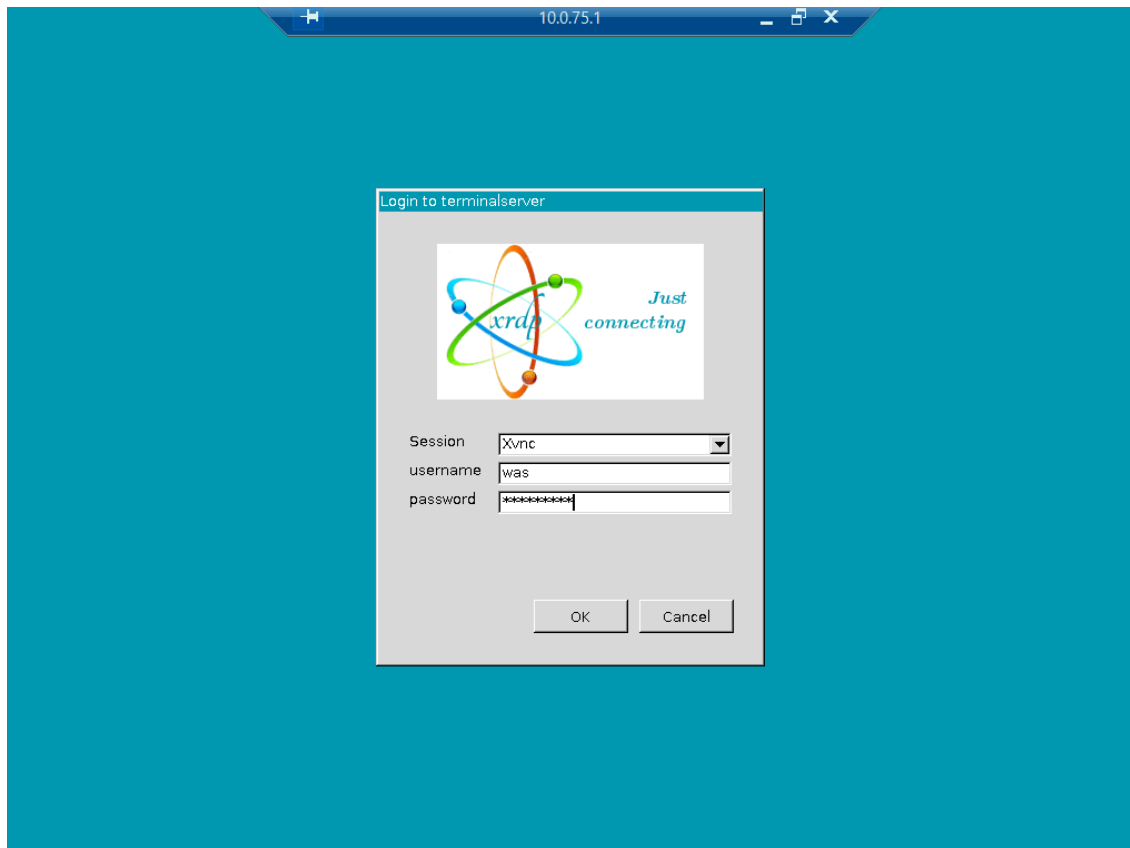 10.0.75.1
Login to terminalserver
xrdp
Just
connecting
Session
Xvnc
username
was
password
*********
OK
Cancel